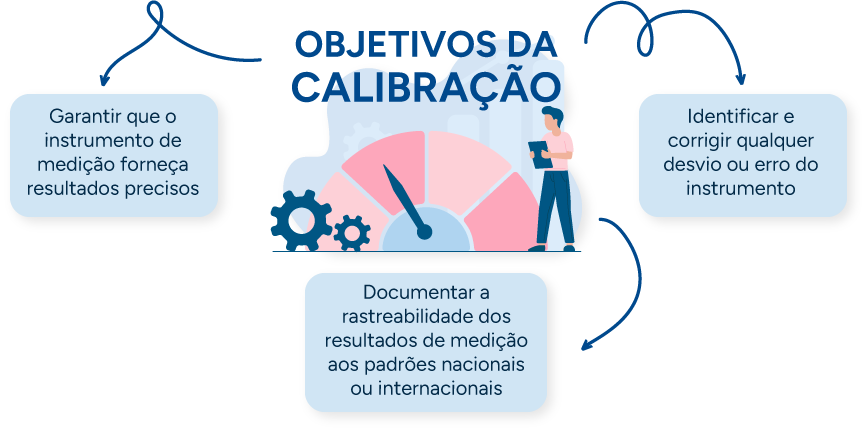 OBJETIVOS DA
CALIBRAÇÃO
Garantir que o
instrumento de
medição forneça
resultados precisos
Identificar e
corrigir qualquer
desvio ou erro do
instrumento
Documentar a
rastreabilidade dos
resultados de medição
aos padrões nacionais
ou internacionais